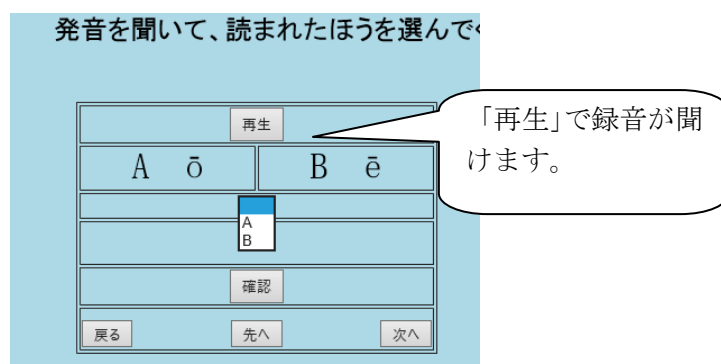 発音を聞いて、読まれたほうを選んで
再生
「再生」で録音が聞
けます。
A ō
B ē
A
B
確認
戻る
先へ
次へ